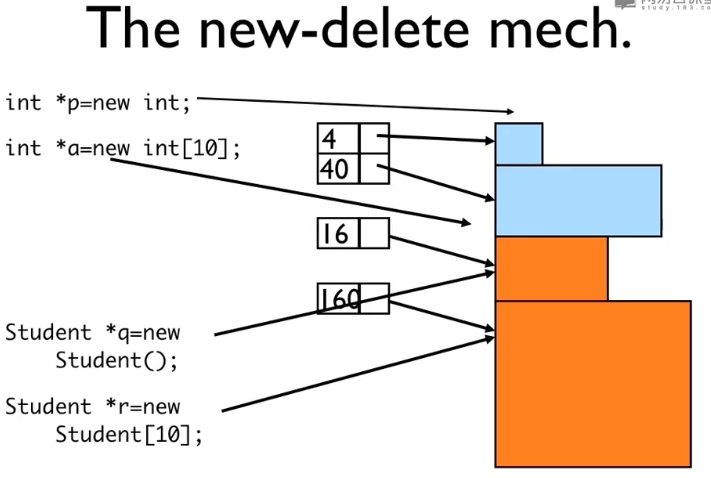 The new-delete mech.
int *p=new int;
int *a=new int[10];
4
40
16
160
Student *q=new
Student();
Student *r=new
Student[10];